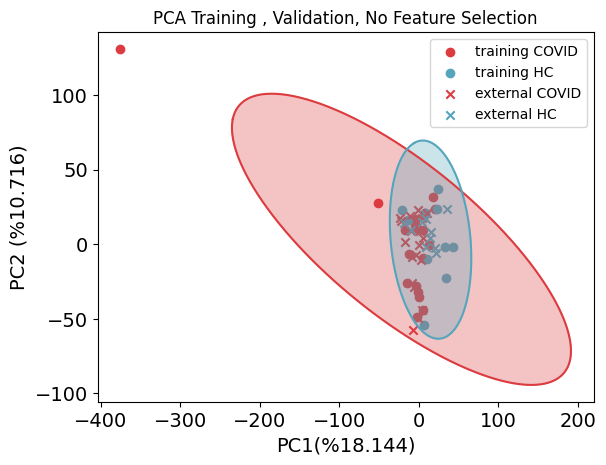 PCA Training , Validation, No Feature Selection
training COVID
training HC
external COVID
external HC
PC2 (%10.716)
100
50
0
−50
−100
−400
−300
−200
−100
0
100
200
PC1(%18.144)